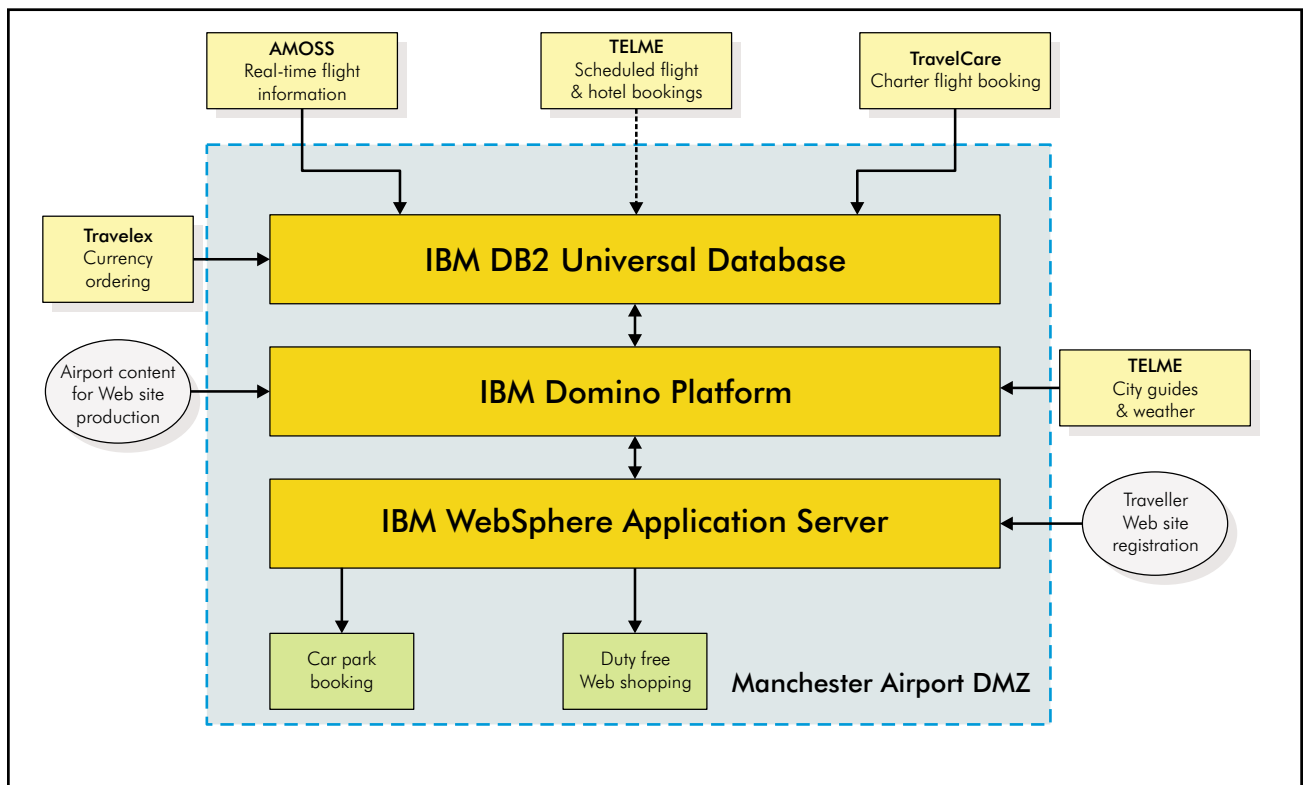 AMOSS
Real-time flight
information
TELME
Scheduled flight
& hotel bookings
TravelCare
Charter flight booking
Travelex
Currency
ordering
IBM DB2 Universal Database
Airport content
for Web site
production
IBM Domino Platform
TELME
City guides
& weather
IBM WebSphere Application Server
Traveller
Web site
registration
Car park
booking
Duty free
Web shopping
Manchester Airport DMZ